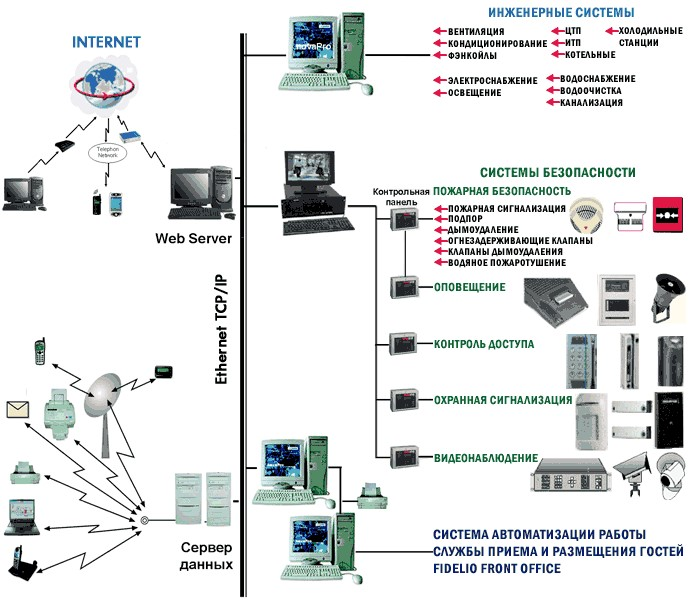 INTERNET
Telephon
Network
Web Server
Ethernet TCP/IP
Сервер
данных
novaPro
ИНЖЕНЕРНЫЕ СИСТЕМЫ
ВЕНТИЛЯЦИЯ
КОНДИЦИОНИРОВАНИЕ
ФЭНКОЙЛЫ
ЦТП
ИТП
КОТЕЛЬНЫЕ
ХОЛОДИЛЬНЫЕ
СТАНЦИИ
ЭЛЕКТРОСНАБЖЕНИЕ
ОСВЕЩЕНИЕ
ВОДОСНАБЖЕНИЕ
ВОДООЧИСТКА
КАНАЛИЗАЦИЯ
СИСТЕМЫ БЕЗОПАСНОСТИ
Контрольная
панель
ПОЖАРНАЯ БЕЗОПАСНОСТЬ
ПОЖАРНАЯ СИГНАЛИЗАЦИЯ
ПОДПОР
ДЫМОУДАЛЕНИЕ
ОГНЕЗАДЕРЖИВАЮЩИЕ КЛАПАНЫ
КЛАПАНЫ ДЫМОУДАЛЕНИЯ
ВОДЯНОЕ ПОЖАРОТУШЕНИЕ
ОПОВЕЩЕНИЕ
КОНТРОЛЬ ДОСТУПА
ОХРАННАЯ СИГНАЛИЗАЦИЯ
ВИДЕОНАБЛЮДЕНИЕ
СИСТЕМА АВТОМАТИЗАЦИИ РАБОТЫ
СЛУЖБЫ ПРИЕМА И РАЗМЕЩЕНИЯ ГОСТЕЙ
FIDELIO FRONT OFFICE